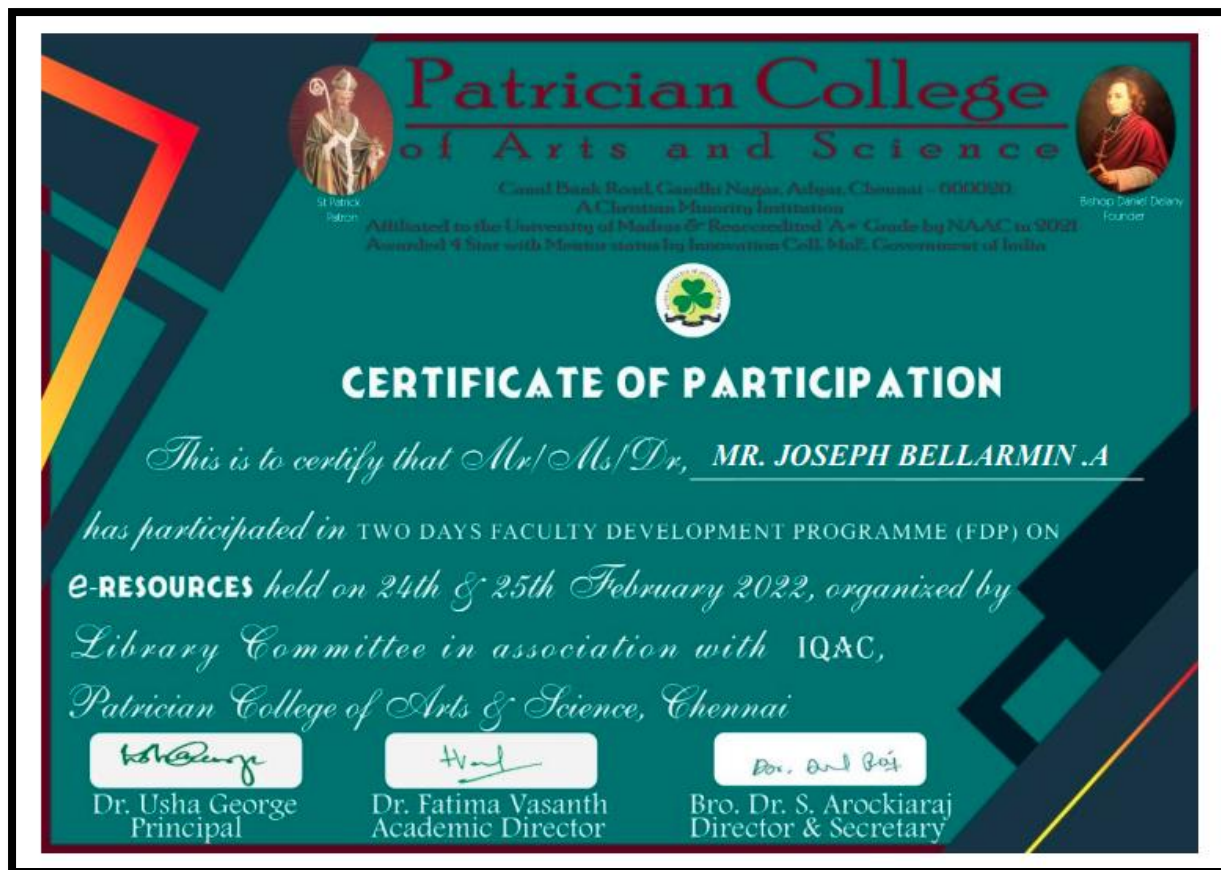 Patrician College
of Arts and Science
Canal Bank Road, Gandhi Nagar, Adyar, Chennai - 600020.
A Christian Minority Institution
Affiliated to the University of Madras & Reaccredited 'A+' Grade by NAAC in 2021
Awarded 4 Star with Mentor status by Innovation Cell, MoE, Government of India
St Patrick
Patron
Bishop Daniel Delany
Founder
CERTIFICATE OF PARTICIPATION
This is to certify that Mr/Ms/Dr, MR. JOSEPH BELLARMIN .A
has participated in TWO DAYS FACULTY DEVELOPMENT PROGRAMME (FDP) ON
e-RESOURCES held on 24th & 25th February 2022, organized by
Library Committee in association with IQAC,
Patrician College of Arts & Science, Chennai
Dr. Usha George
Principal
Dr. Fatima Vasanth
Academic Director
Bro. Dr. S. Arockiaraj
Director & Secretary